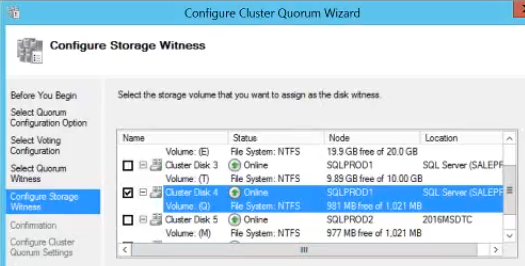 Configure Cluster Quorum Wizard
Configure Storage Witness
Before You Begin
Select Quorum
Configuration Option
Select Voting
Configuration
Select Quorum
Witness
Configure Storage
Witness
Confirmation
Configure Cluster
Quorum Settings
Select the storage volume that you want to assign as the disk witness.
Name Status Node Location
Volume: (E) File System: NTFS 19.9 GB free of 20.0 GB
Cluster Disk 3 Online SQLPROD1 SQL Server (SALEPF
Volume: (T) File System: NTFS 9.89 GB free of 10.00 GB
Cluster Disk 4 Online SQLPROD1 SQL Server (SALEPF
Volume: (Q) File System: NTFS 981 MB free of 1,021 MB
Cluster Disk 5 Online SQLPROD2 2016MSDTC
Volume: (M) File System: NTFS 977 MB free of 1,021 MB